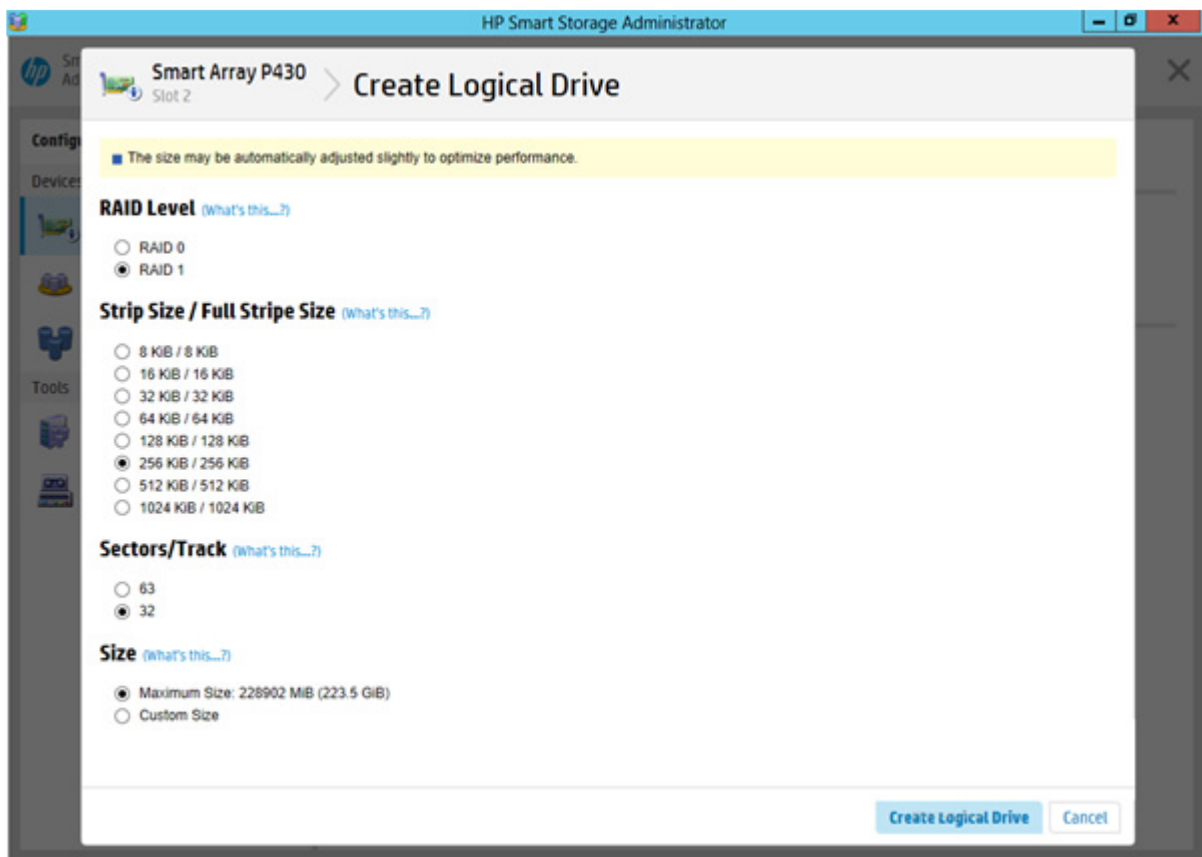 HP Smart Storage Administrator
hp
Sm
Ad
Smart Array P430
Slot 2
Create Logical Drive
Config
Devices
Tools
The size may be automatically adjusted slightly to optimize performance.
RAID Level (What's this...?)
RAID 0
RAID 1
Strip Size / Full Stripe Size (What's this...?)
8 KiB / 8 KiB
16 KiB / 16 KiB
32 KiB / 32 KiB
64 KiB / 64 KiB
128 KiB / 128 KiB
256 KiB / 256 KiB
512 KiB / 512 KiB
1024 KiB / 1024 KiB
Sectors/Track (What's this...?)
63
32
Size (What's this...?)
Maximum Size: 228902 MiB (223.5 GiB)
Custom Size
Create Logical Drive
Cancel